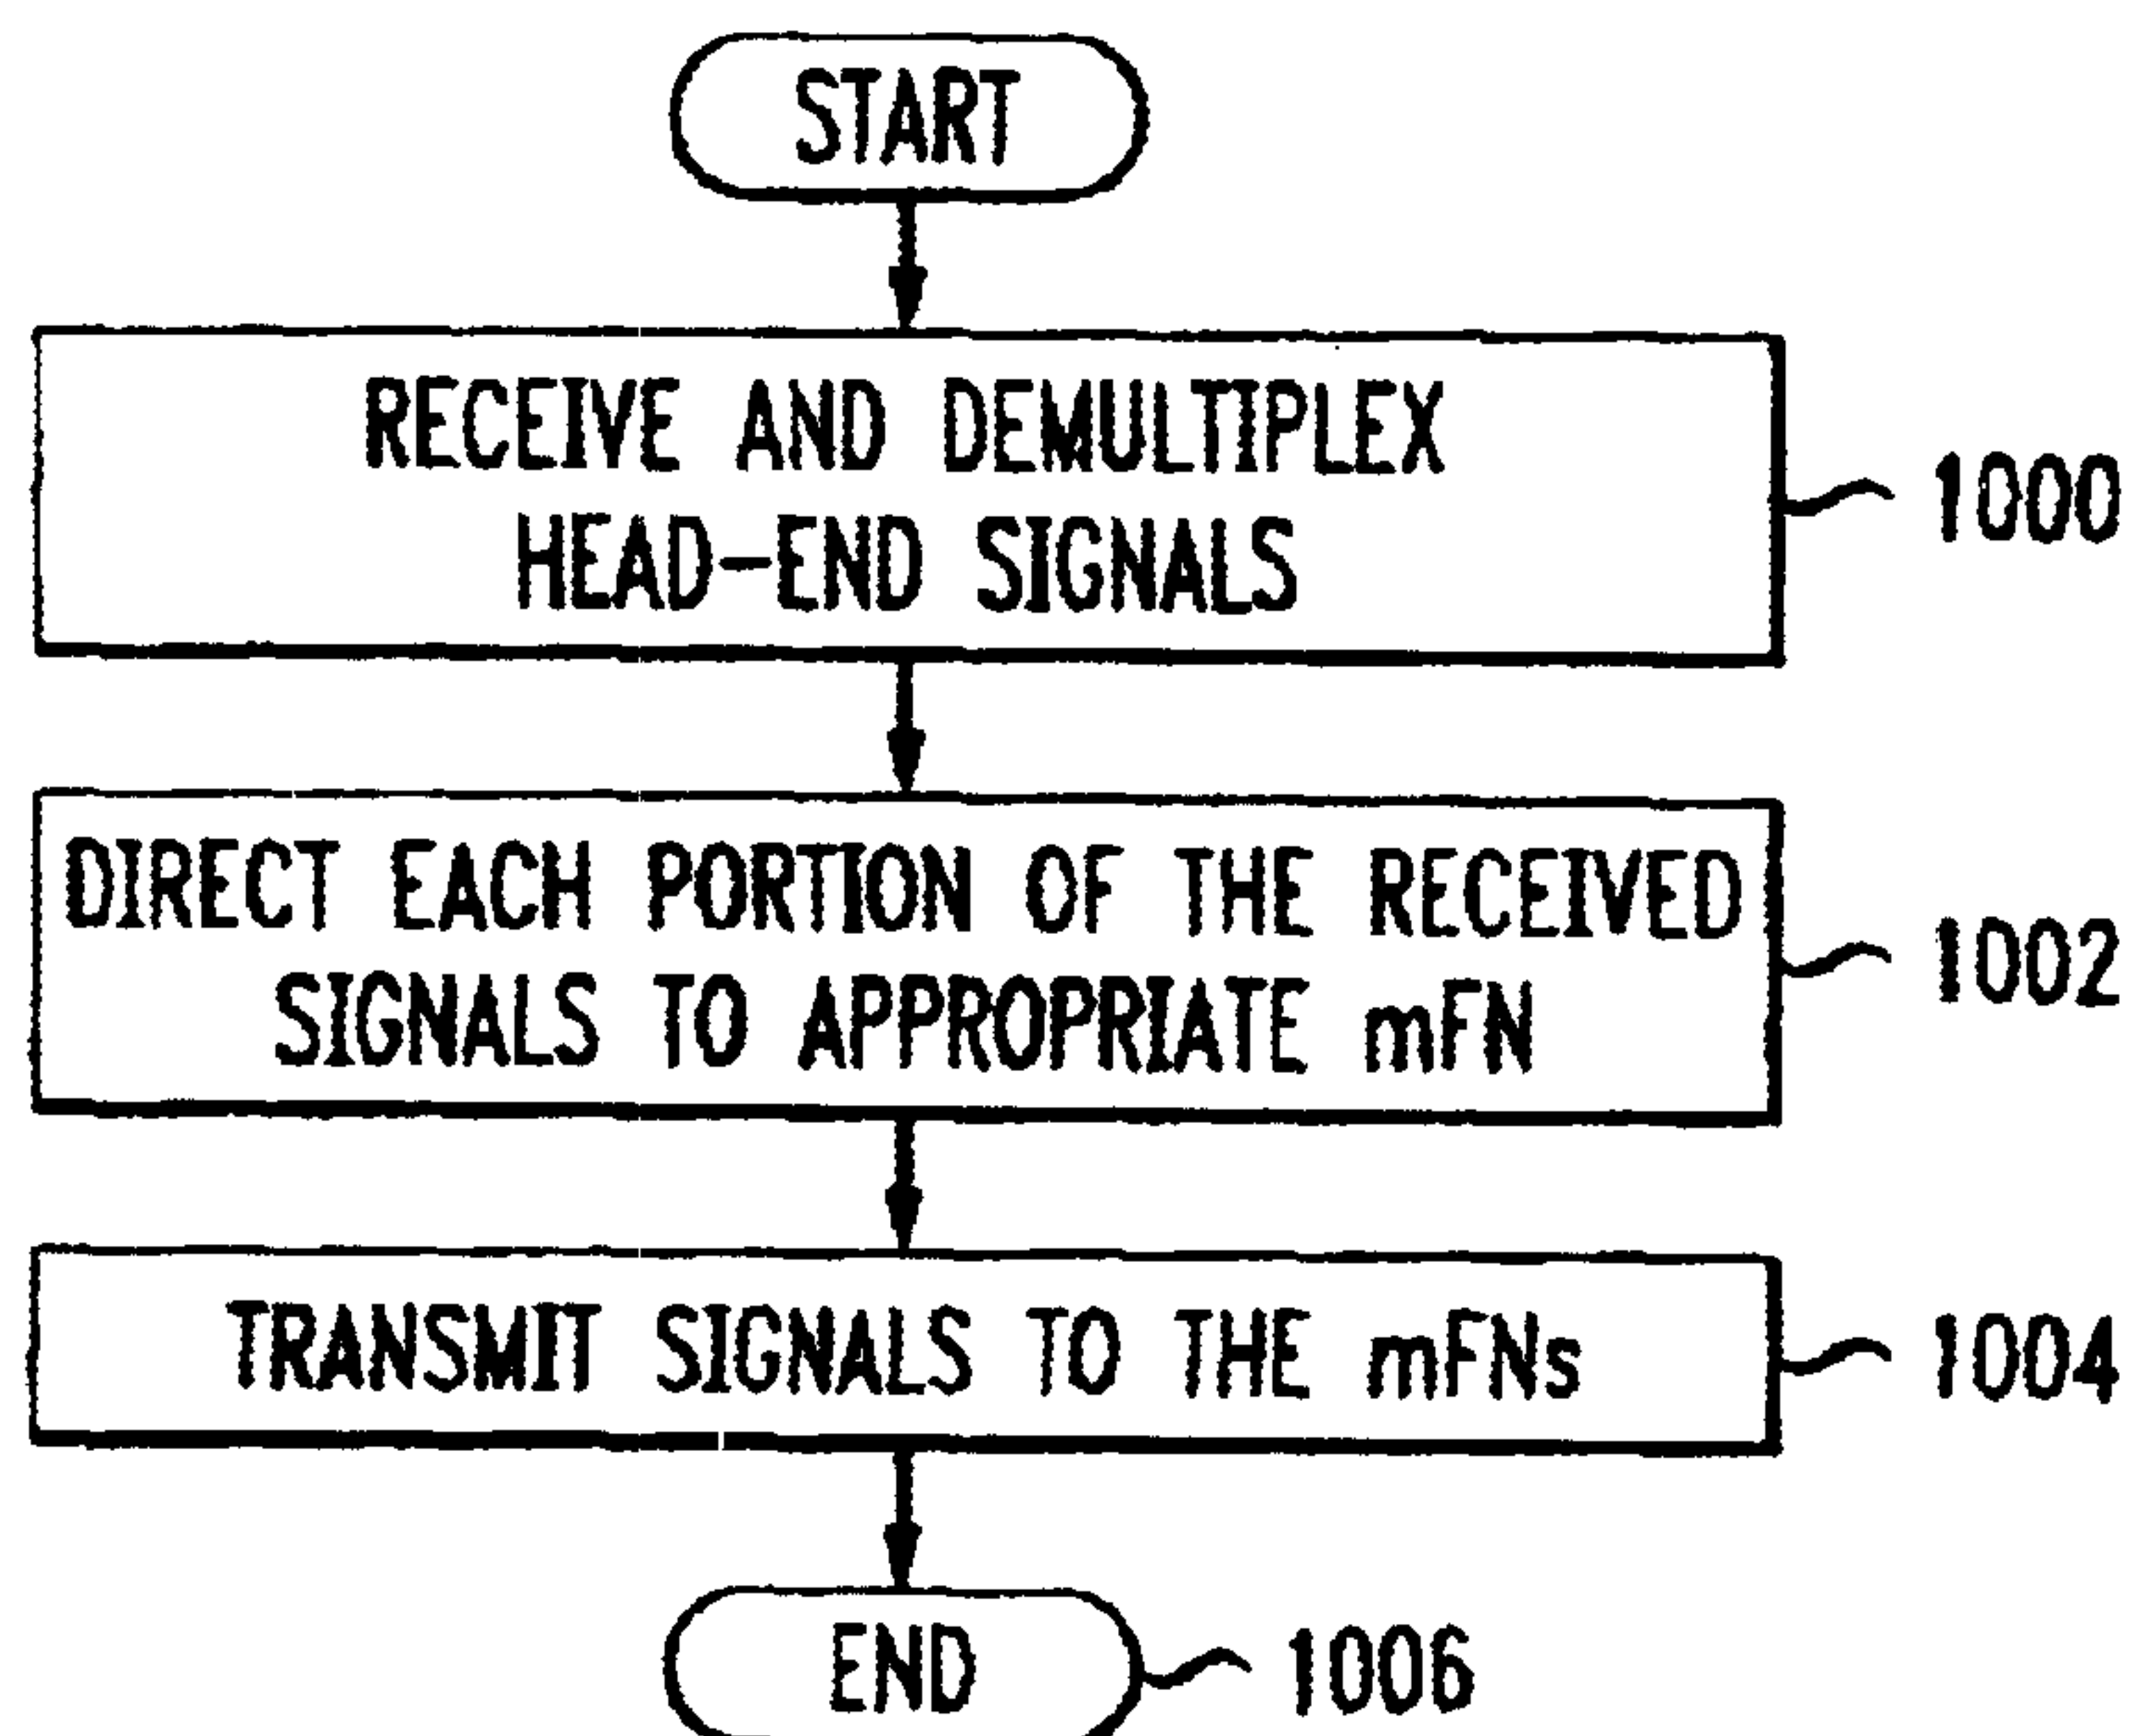 START
RECEIVE AND DEMULTIPLEX
HEAD-END SIGNALS
1000
DIRECT EACH PORTION OF THE RECEIVED
SIGNALS TO APPROPRIATE mFN
1002
TRANSMIT SIGNALS TO THE mFNs
1004
END
1006